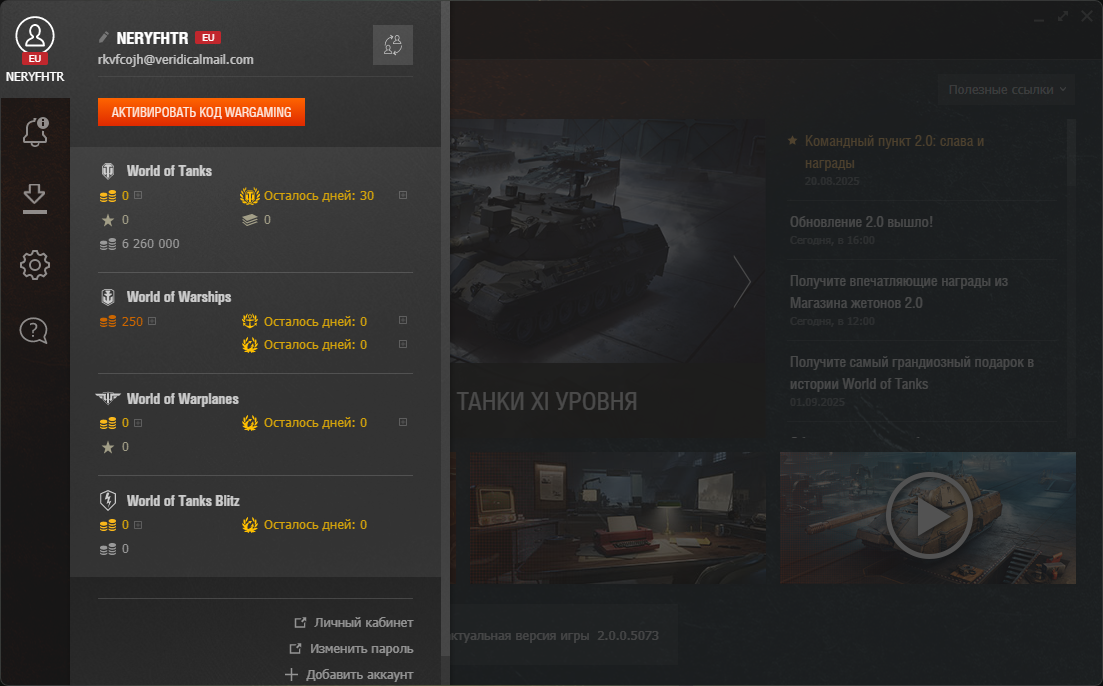 EU
NERYFHTR
NERYFHTR EU
rkvfcojh@veridicalmail.com
АКТИВИРОВАТЬ КОД WARGAMING
World of Tanks
0
Осталось дней: 30
0
0
6 260 000
World of Warships
250
Осталось дней: 0
Осталось дней: 0
World of Warplanes
0
Осталось дней: 0
0
World of Tanks Blitz
0
Осталось дней: 0
0
Личный кабинет
Изменить пароль
Добавить аккаунт
Полезные ссылки
Командный пункт 2.0: слава и
награды
20.08.2025
Обновление 2.0 вышло!
Сегодня, в 16:00
Получите впечатляющие награды из
Магазина жетонов 2.0
Сегодня, в 12:00
Получите самый грандиозный подарок в
истории World of Tanks
01.09.2025
ТАНКИ XI УРОВНЯ
ктуальная версия игры 2.0.0.5073